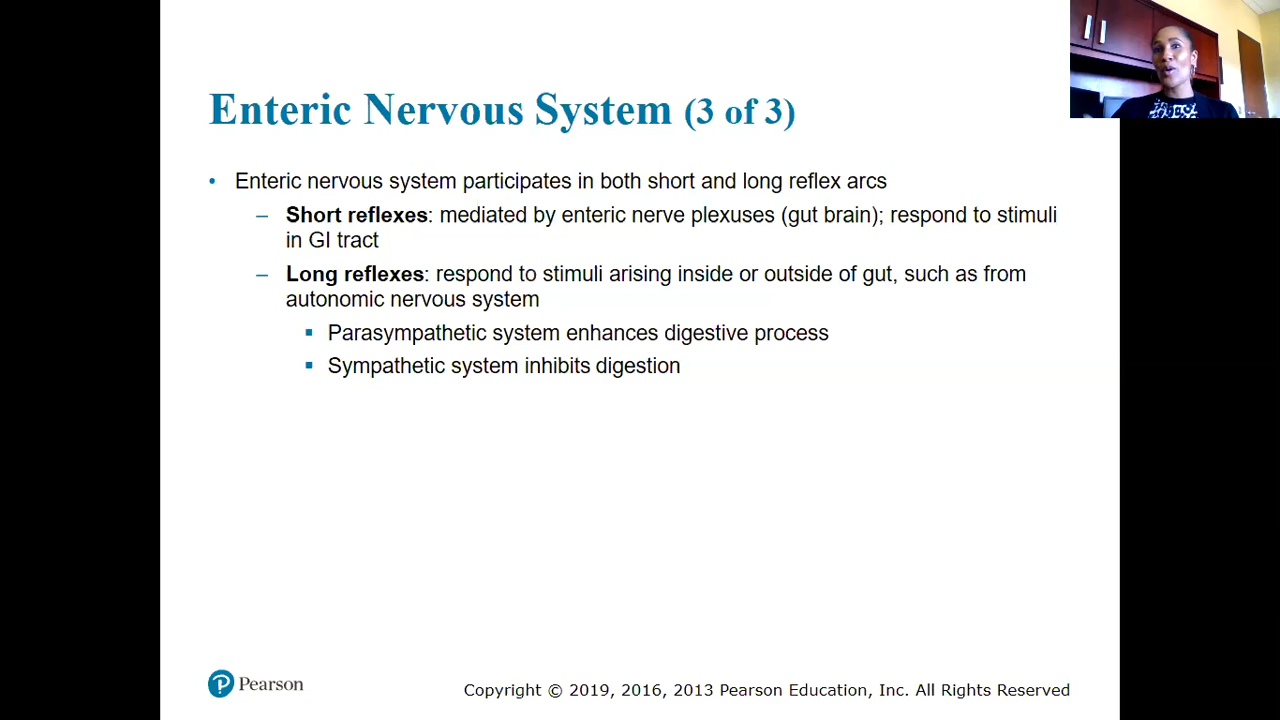 Enteric Nervous System (3 of 3)
• Enteric nervous system participates in both short and long reflex arcs
– Short reflexes: mediated by enteric nerve plexuses (gut brain); respond to stimuli
in GI tract
– Long reflexes: respond to stimuli arising inside or outside of gut, such as from
autonomic nervous system
▪ Parasympathetic system enhances digestive process
▪ Sympathetic system inhibits digestion
P Pearson
Copyright © 2019, 2016, 2013 Pearson Education, Inc. All Rights Reserved